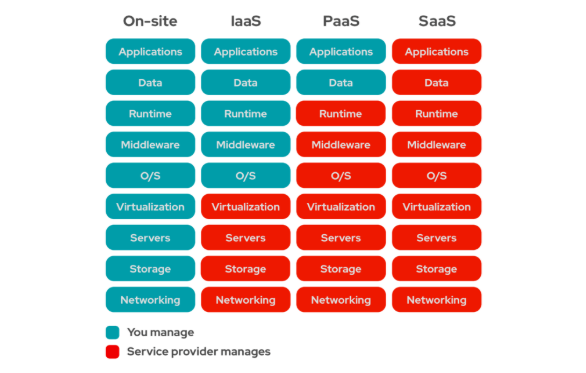 On-site IaaS PaaS SaaS
Applications Applications Applications Applications
Data Data Data Data
Runtime Runtime Runtime Runtime
Middleware Middleware Middleware Middleware
O/S O/S O/S O/S
Virtualization Virtualization Virtualization Virtualization
Servers Servers Servers Servers
Storage Storage Storage Storage
Networking Networking Networking Networking
You manage
Service provider manages